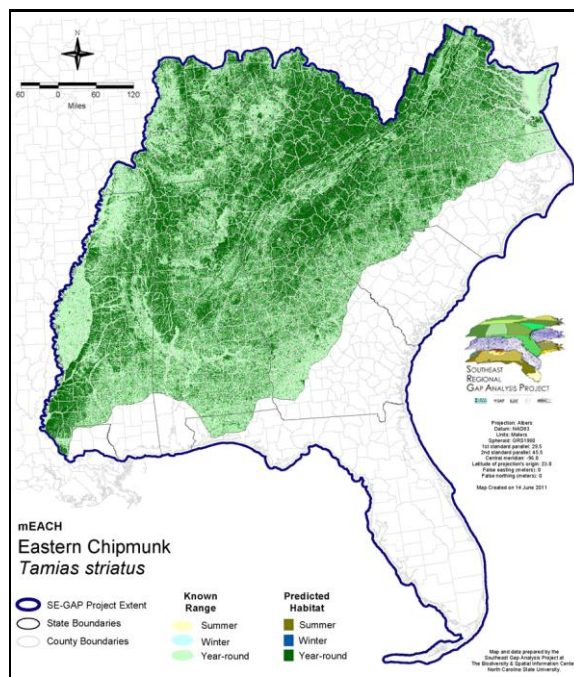 60 30 0 60 120
Miles
SOUTHEAST
REGIONAL
GAP ANALYSIS PROJECT
Projection: Albers
Datum: NAD83
Units: Meters
Spheroid: GRS1980
1st standard parallel: 29.5
2nd standard parallel: 45.5
Central meridian: -96.0
Latitude of projection's origin: 23.0
False easting (meters): 0
False northing (meters): 0
Map Created on 14 June 2011
mEACH
Eastern Chipmunk
Tamias striatus
SE-GAP Project Extent
State Boundaries
County Boundaries
Known
Range
Summer
Winter
Year-round
Predicted
Habitat
Summer
Winter
Year-round
Map and data prepared by the
Southeast Gap Analysis Project at
The Biodiversity & Spatial Information Center
North Carolina State University.